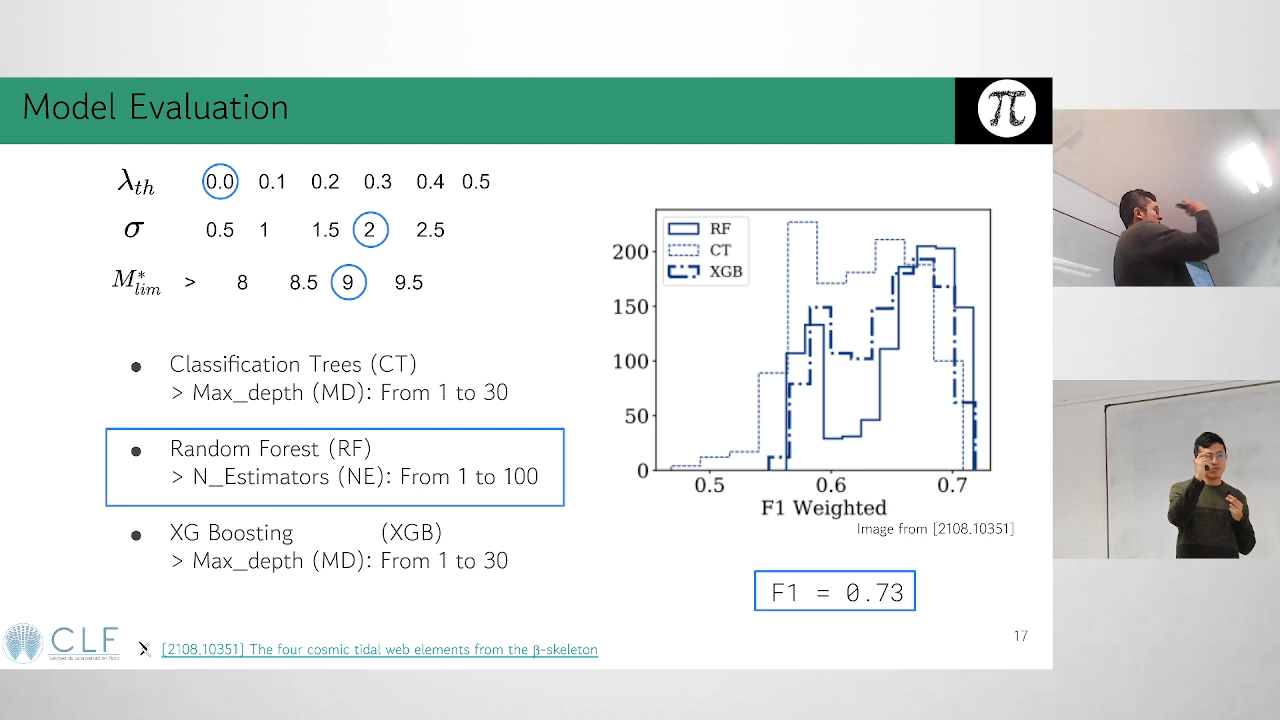 Model Evaluation
π
λth 0.0 0.1 0.2 0.3 0.4 0.5
σ 0.5 1 1.5 2 2.5
M*lim > 8 8.5 9 9.5
● Classification Trees (CT)
> Max_depth (MD): From 1 to 30
● Random Forest (RF)
> N_Estimators (NE): From 1 to 100
● XG Boosting (XGB)
> Max_depth (MD): From 1 to 30
RF
CT
XGB
200
150
100
50
0
0.5 0.6 0.7
F1 Weighted
Image from [2108.10351]
F1 = 0.73
17
CLF
[2108.10351] The four cosmic tidal web elements from the β-skeleton